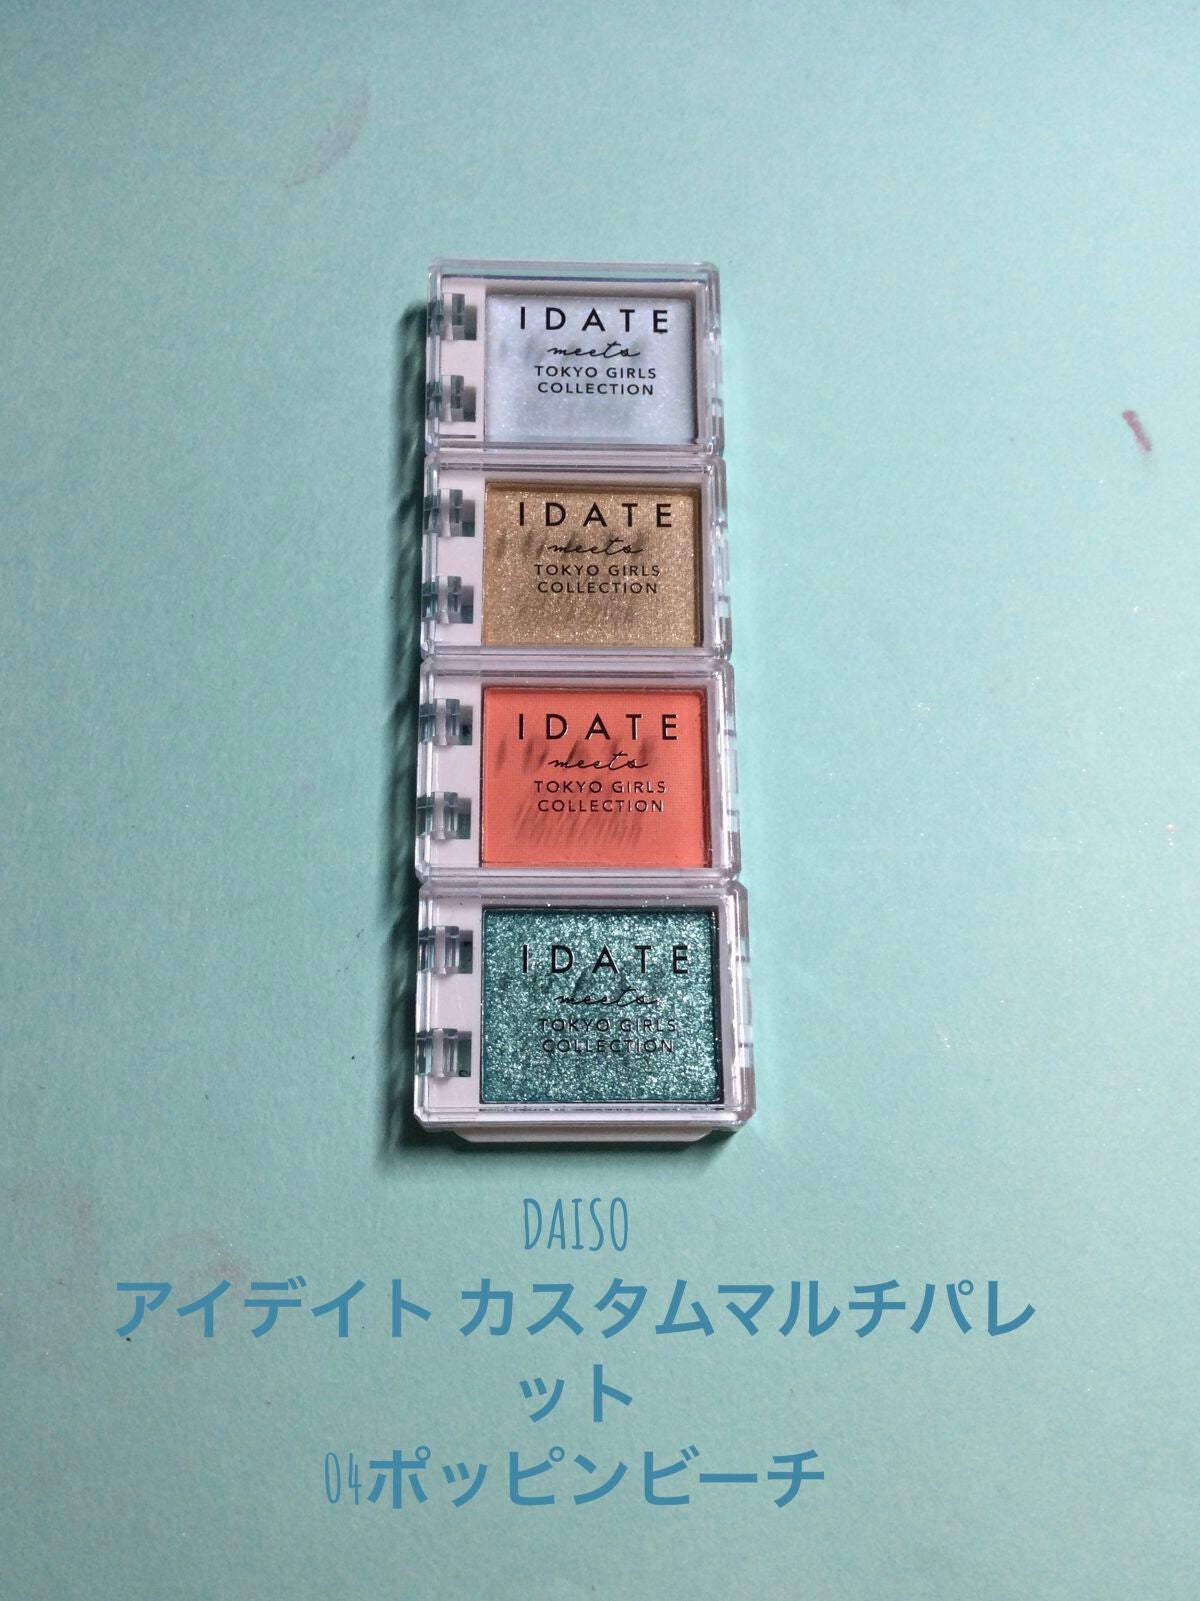 IDATE
meets
TOKYO GIRLS
COLLECTION
IDATE
meets
TOKYO GIRLS
COLLECTION
IDATE
meets
TOKYO GIRLS
COLLECTION
IDATE
meets
TOKYO GIRLS
COLLECTION
DAISO
アイデイト カスタムマルチパレ
ット
04ポッピンビーチ